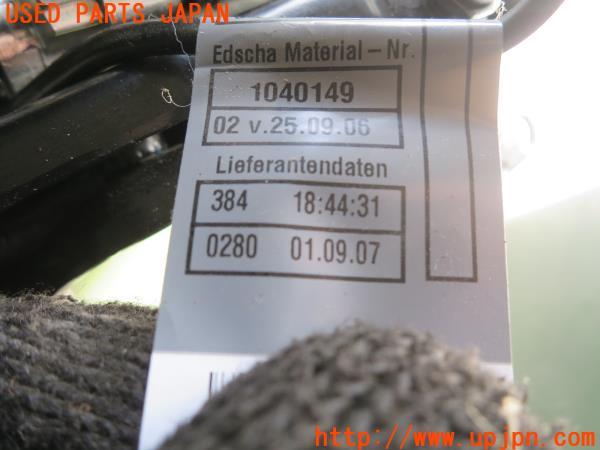 USED PARTS JAPAN
Edscha Material-Nr.
1040149
02 v.25.09.06
Lieferantendaten
384 18:44:31
0280 01.09.07
http://www.upjpn.com/